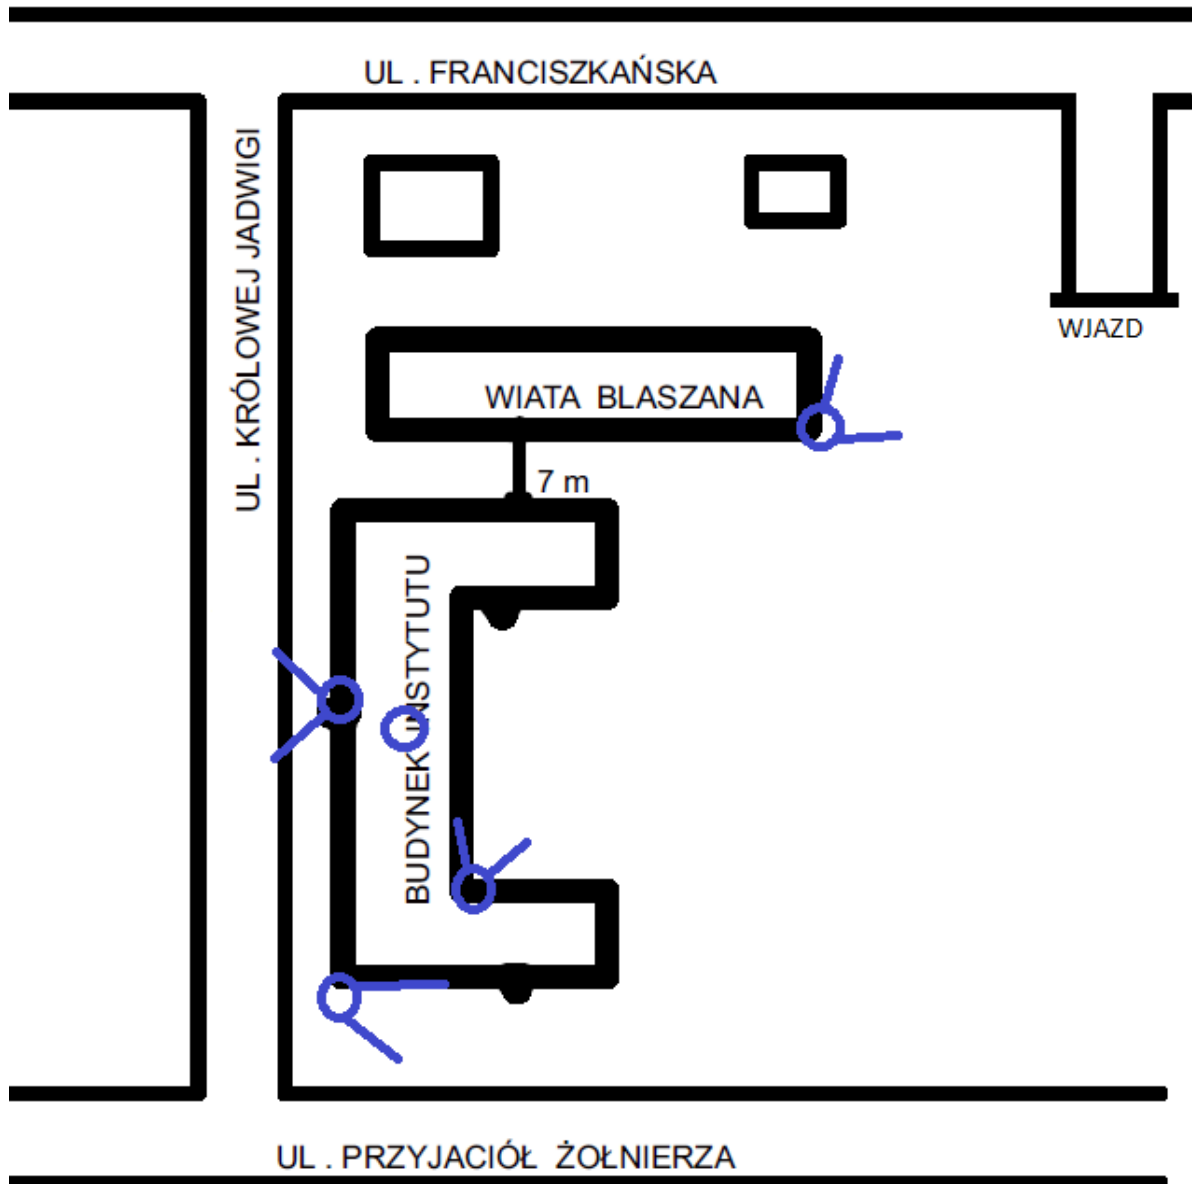 UL . FRANCISZKAŃSKA
UL . KRÓLOWEJ JADWIGI
WJAZD
WIATA BLASZANA
7 m
BUDYNEK INSTYTUTU
UL . PRZYJACIÓŁ ŻOŁNIERZA